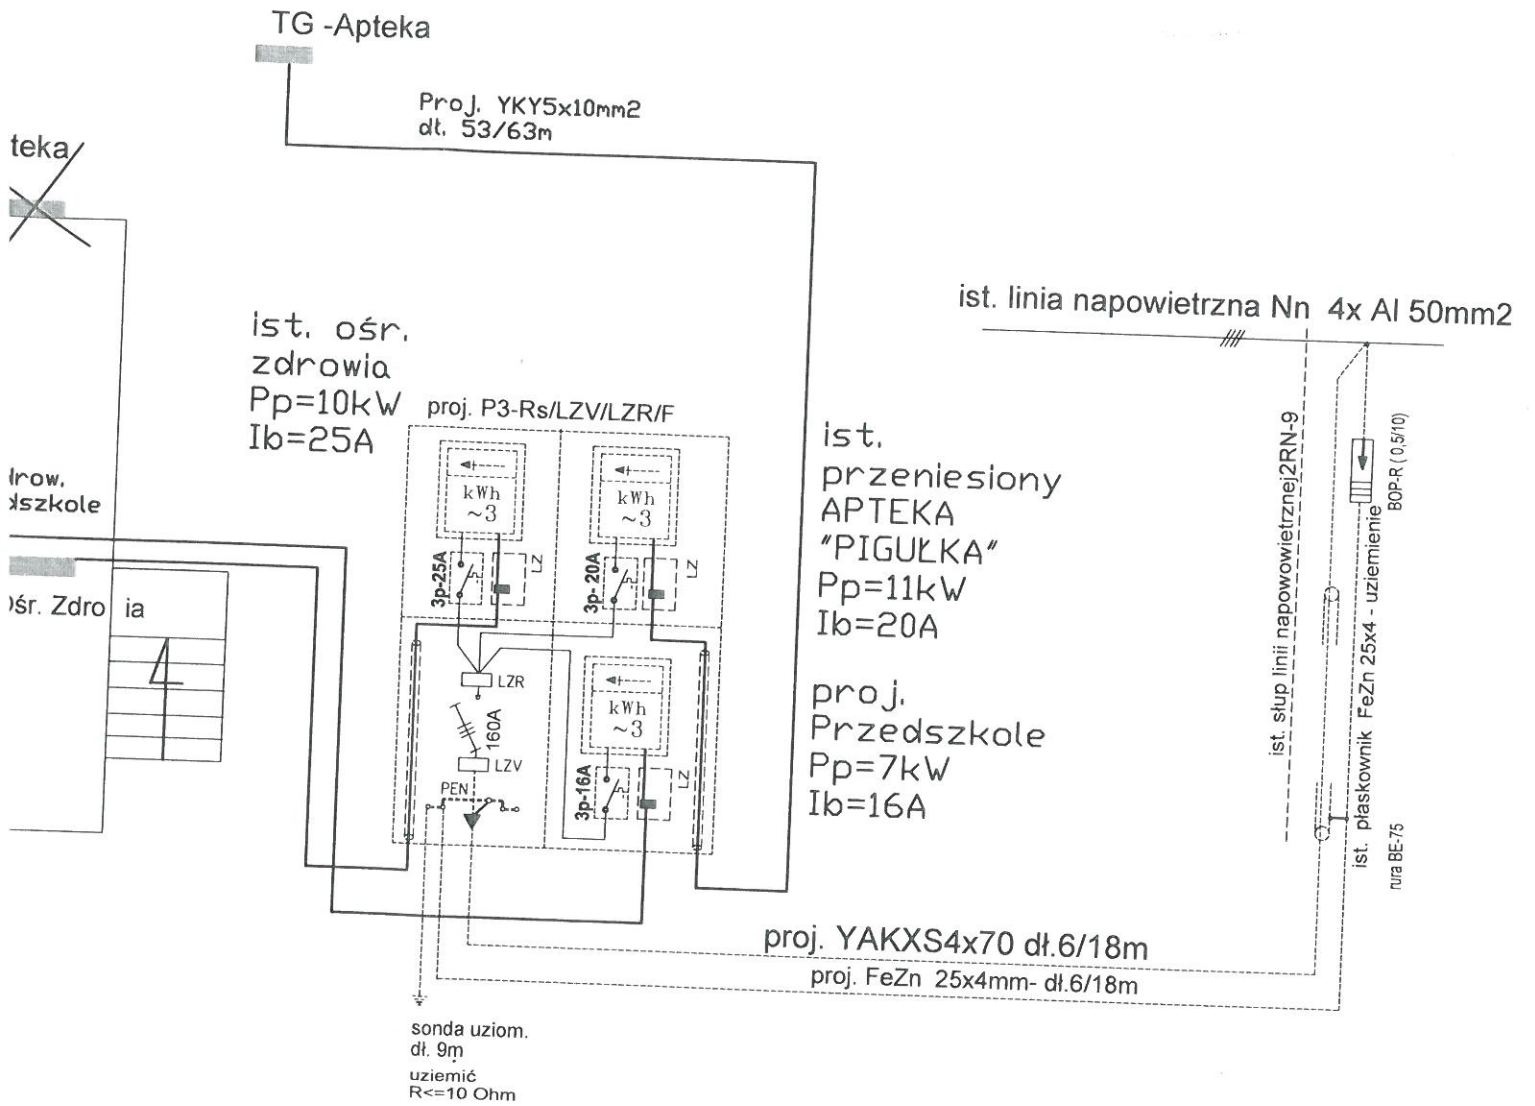 TG -Apteka
Proj. YKY5x10mm2
dł. 53/63m
teka
ist. linia napowietrzna Nn 4x Al 50mm2
ist. ośr.
zdrowia
Pp=10kW
Ib=25A
proj. P3-Rs/LZV/LZR/F
kWh
~3
3p-25A
LZ
kWh
~3
3p-20A
LZ
ist.
przeniesiony
APTEKA
"PIGUŁKA"
Pp=11kW
Ib=20A
drow.
dszkole
Ośr. Zdro ia
LZR
160A
LZV
PEN
kWh
~3
3p-16A
LZ
proj.
Przedszkole
Pp=7kW
Ib=16A
ist. słup linii napowowietrznej2RN-9
BOP-R ( 0,5/10)
ist. płaskownik FeZn 25x4 - uziemienie
rura BE-75
proj. YAKXS4x70 dł.6/18m
proj. FeZn 25x4mm- dł.6/18m
sonda uziom.
dł. 9m
uziemić
R<=10 Ohm